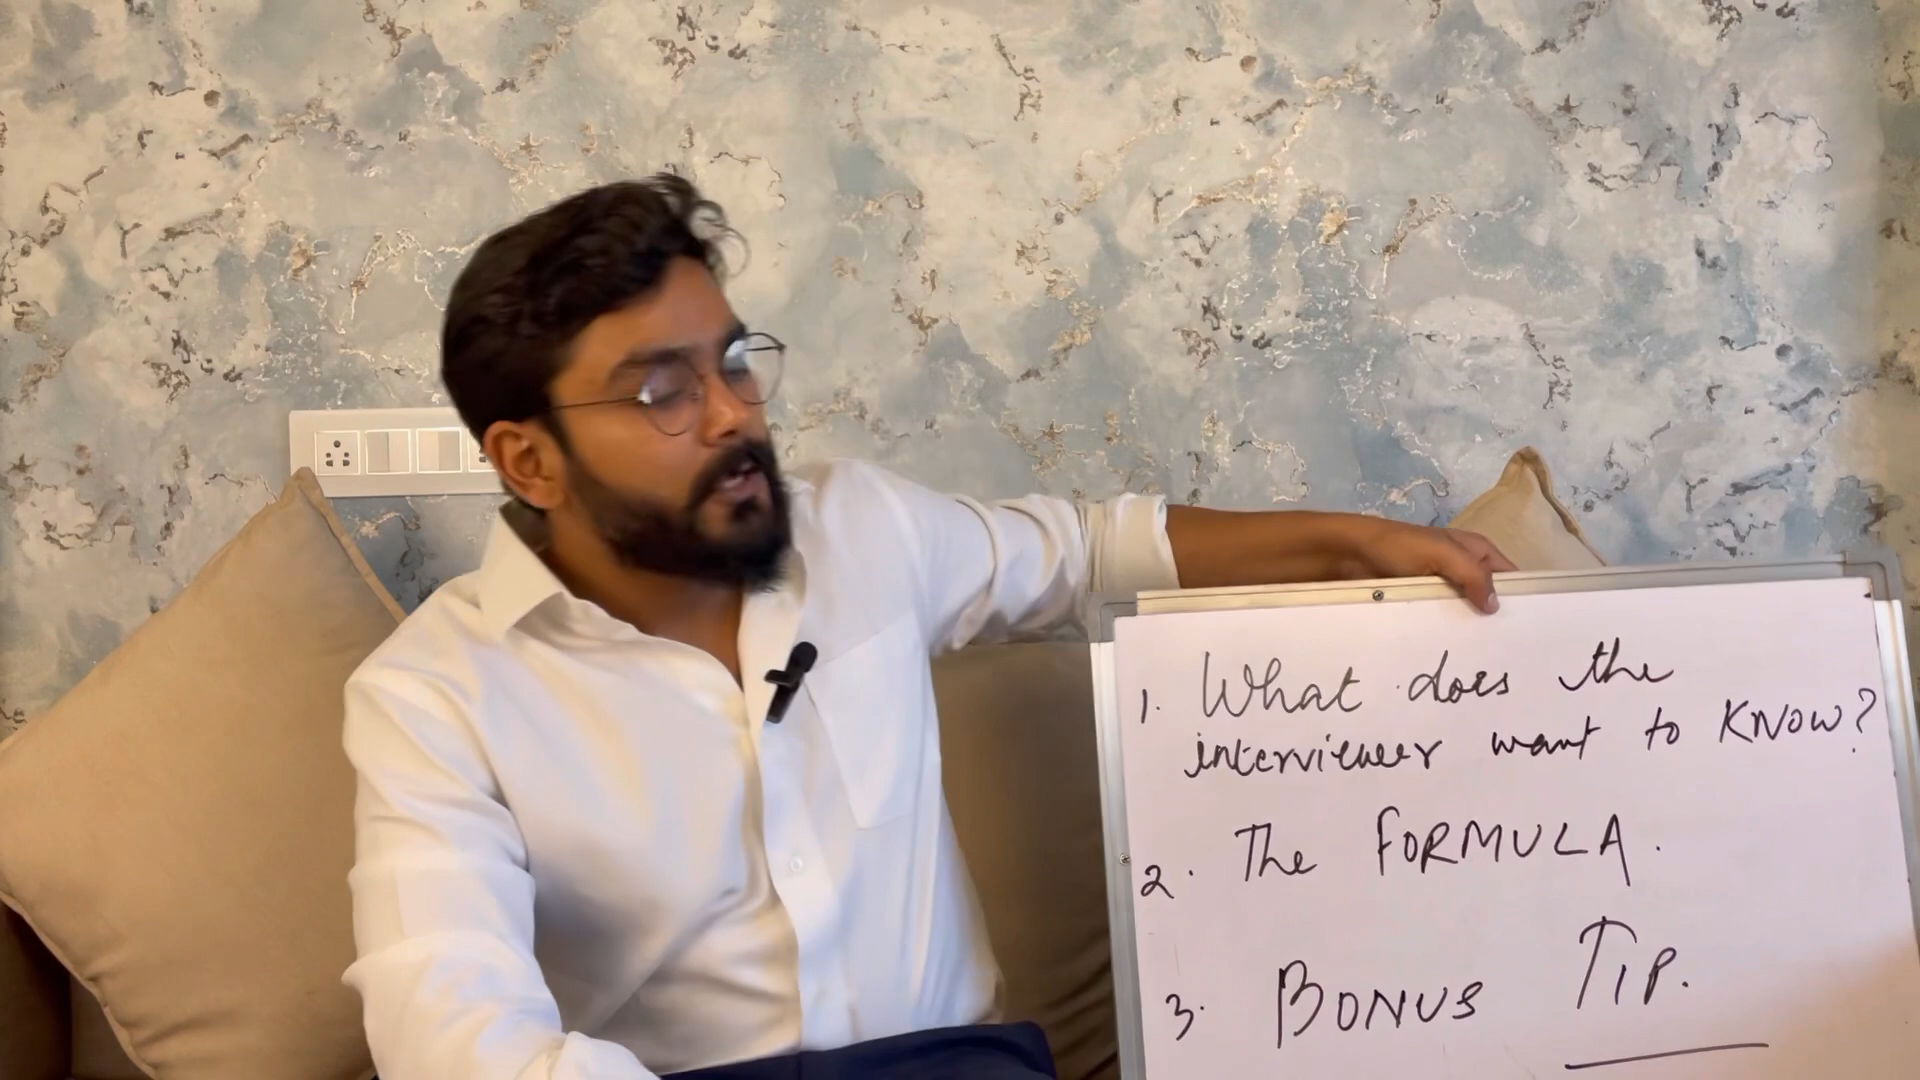 1. What does the
interviewer want to KNOW?
2. The FORMULA.
3. BONUS TIP.